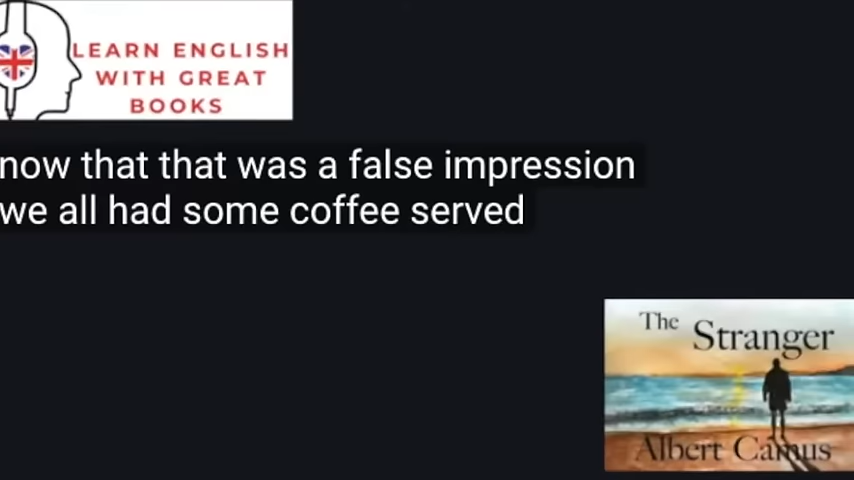 LEARN ENGLISH
WITH GREAT
BOOKS
now that that was a false impression
we all had some coffee served
The Stranger
Albert Camus